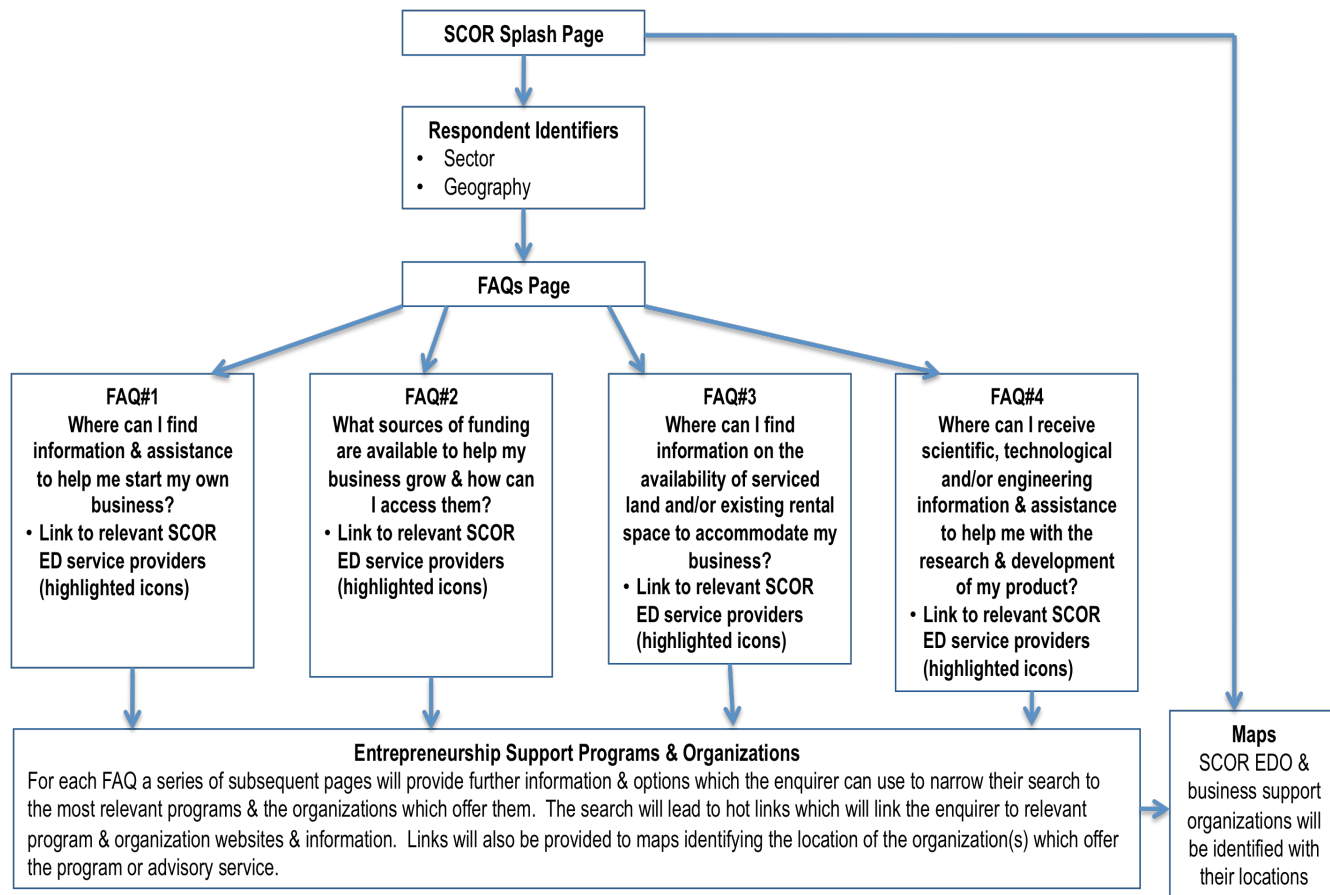 SCOR Splash Page
Respondent Identifiers
• Sector
• Geography
FAQs Page
FAQ#1
Where can I find
information & assistance
to help me start my own
business?
• Link to relevant SCOR
ED service providers
(highlighted icons)
FAQ#2
What sources of funding
are available to help my
business grow & how can
I access them?
• Link to relevant SCOR
ED service providers
(highlighted icons)
FAQ#3
Where can I find
information on the
availability of serviced
land and/or existing rental
space to accommodate my
business?
• Link to relevant SCOR
ED service providers
(highlighted icons)
FAQ#4
Where can I receive
scientific, technological
and/or engineering
information & assistance
to help me with the
research & development
of my product?
• Link to relevant SCOR
ED service providers
(highlighted icons)
Entrepreneurship Support Programs & Organizations
For each FAQ a series of subsequent pages will provide further information & options which the enquirer can use to narrow their search to
the most relevant programs & the organizations which offer them. The search will lead to hot links which will link the enquirer to relevant
program & organization websites & information. Links will also be provided to maps identifying the location of the organization(s) which offer
the program or advisory service.
Maps
SCOR EDO &
business support
organizations will
be identified with
their locations